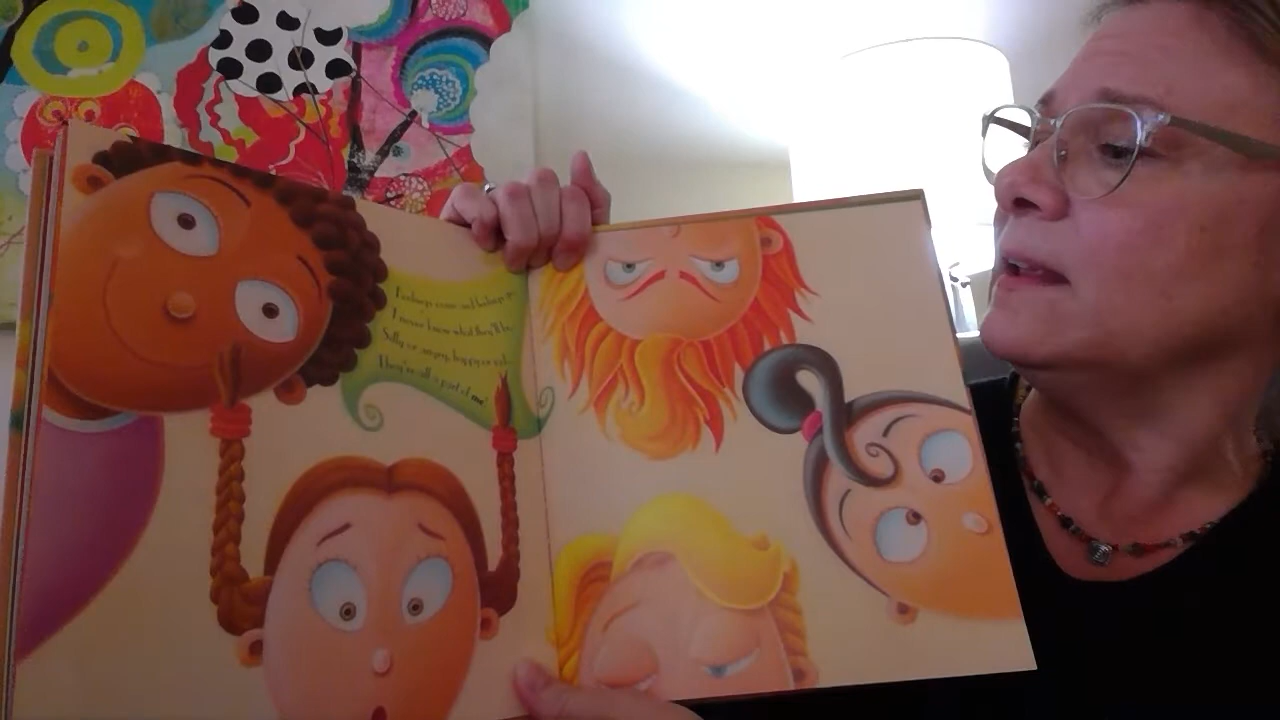 Feelings come and feelings go.
I never know what they'll be.
Silly or angry, happy or sad,
They're all a part of me!